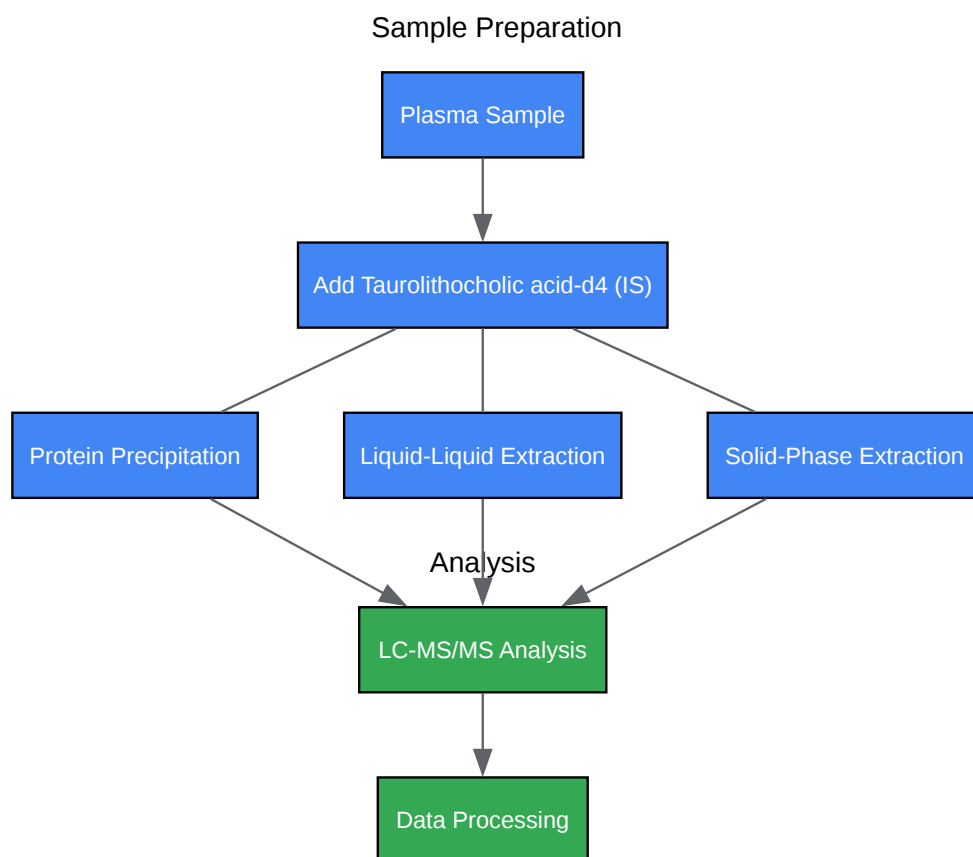 Sample Preparation
Plasma Sample
Add Taurolithocholic acid-d4 (IS)
Protein Precipitation
Liquid-Liquid Extraction
Solid-Phase Extraction
Analysis
LC-MS/MS Analysis
Data Processing